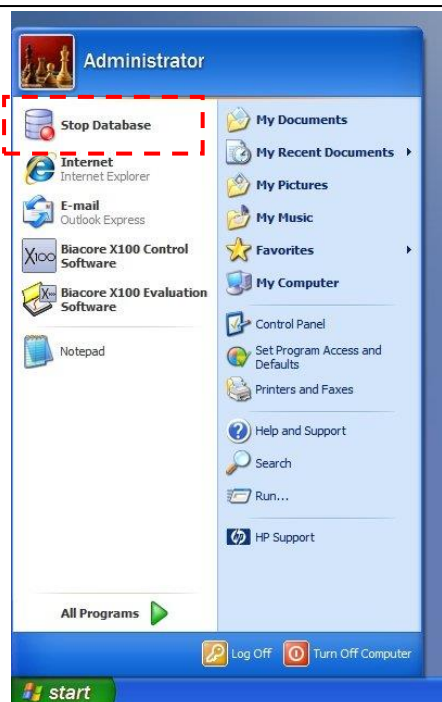 Administrator
Stop Database
Internet
Internet Explorer
E-mail
Outlook Express
X100
Biacore X100 Control
Software
Biacore X100 Evaluation
Software
Notepad
All Programs
My Documents
My Recent Documents
My Pictures
My Music
Favorites
My Computer
Control Panel
Set Program Access and
Defaults
Printers and Faxes
Help and Support
Search
Run...
HP Support
Log Off
Turn Off Computer
start